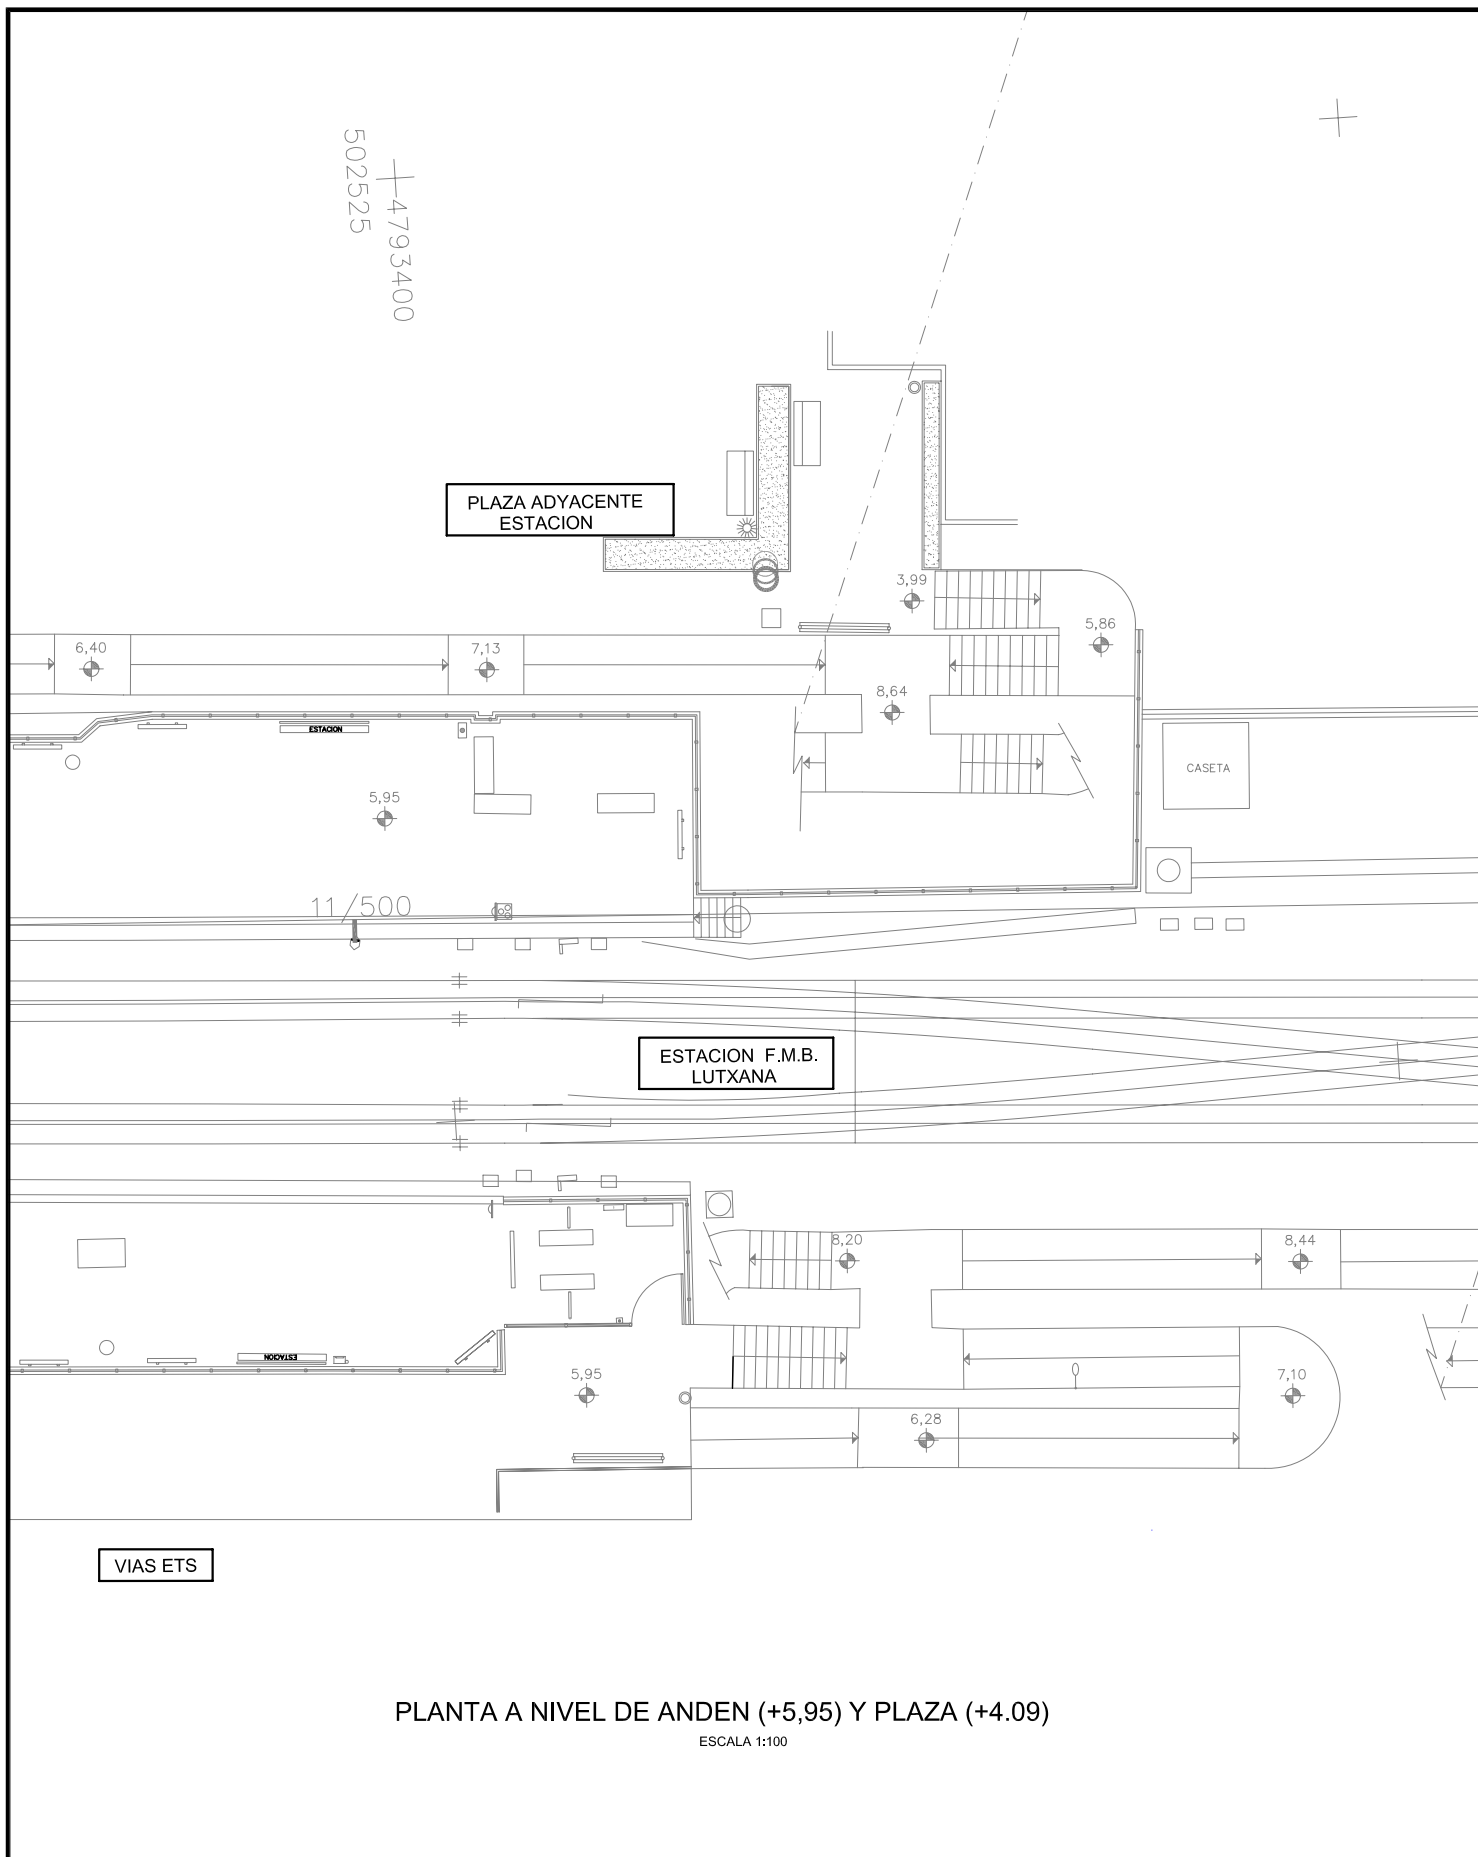 502525
4793400
PLAZA ADYACENTE
ESTACION
3,99
5,86
6,40
7,13
8,64
ESTACION
CASETA
5,95
11/500
ESTACION F.M.B.
LUTXANA
8,20
8,44
ESTACION
5,95
7,10
6,28
VIAS ETS
PLANTA A NIVEL DE ANDEN (+5,95) Y PLAZA (+4.09)
ESCALA 1:100